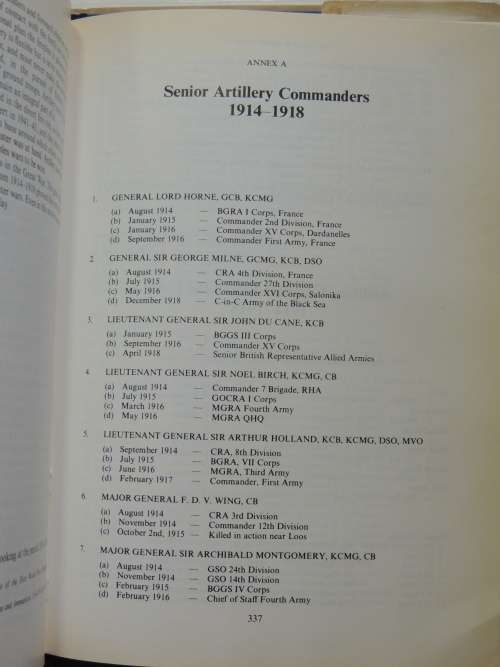 ANNEX A
Senior Artillery Commanders
1914–1918
1. GENERAL LORD HORNE, GCB, KCMG
(a) August 1914 — BGRA I Corps, France
(b) January 1915 — Commander 2nd Division, France
(c) January 1916 — Commander XV Corps, Dardanelles
(d) September 1916 — Commander First Army, France
2. GENERAL SIR GEORGE MILNE, GCMG, KCB, DSO
(a) August 1914 — CRA 4th Division, France
(b) July 1915 — Commander 27th Division
(c) May 1916 — Commander XVI Corps, Salonika
(d) December 1918 — C-in-C Army of the Black Sea
3. LIEUTENANT GENERAL SIR JOHN DU CANE, KCB
(a) January 1915 — BGGS III Corps
(b) September 1916 — Commander XV Corps
(c) April 1918 — Senior British Representative Allied Armies
4. LIEUTENANT GENERAL SIR NOEL BIRCH, KCMG, CB
(a) August 1914 — Commander 7 Brigade, RHA
(b) July 1915 — GOCRA I Corps
(c) March 1916 — MGRA Fourth Army
(d) May 1916 — MGRA QHQ
5. LIEUTENANT GENERAL SIR ARTHUR HOLLAND, KCB, KCMG, DSO, MVO
(a) September 1914 — CRA, 8th Division
(b) July 1915 — BGRA, VII Corps
(c) June 1916 — MGRA, Third Army
(d) February 1917 — Commander, First Army
6. MAJOR GENERAL F. D. V. WING, CB
(a) August 1914 — CRA 3rd Division
(b) November 1914 — Commander 12th Division
(c) October 2nd, 1915 — Killed in action near Loos
7. MAJOR GENERAL SIR ARCHIBALD MONTGOMERY, KCMG, CB
(a) August 1914 — GSO 24th Division
(b) November 1914 — GSO 14th Division
(c) February 1915 — BGGS IV Corps
(d) February 1916 — Chief of Staff Fourth Army
337